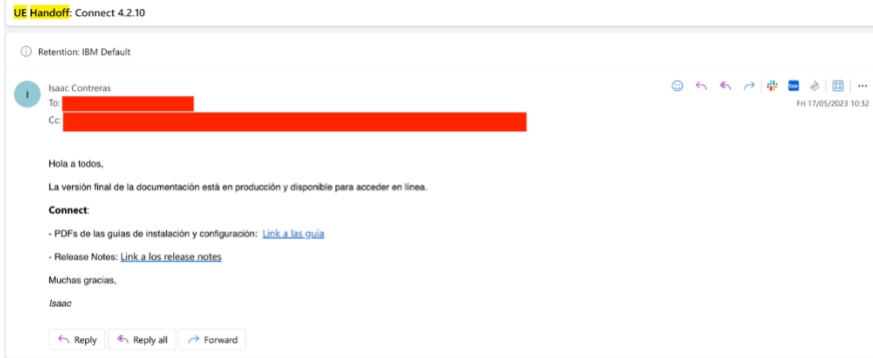 UE Handoff: Connect 4.2.10
Retention: IBM Default
I
Isaac Contreras
To:
Cc:
Fri 17/05/2023 10:32
Hola a todos,
La versión final de la documentación está en producción y disponible para acceder en línea.
Connect:
- PDFs de las guías de instalación y configuración: Link a las guía
- Release Notes: Link a los release notes
Muchas gracias,
Isaac
Reply Reply all Forward